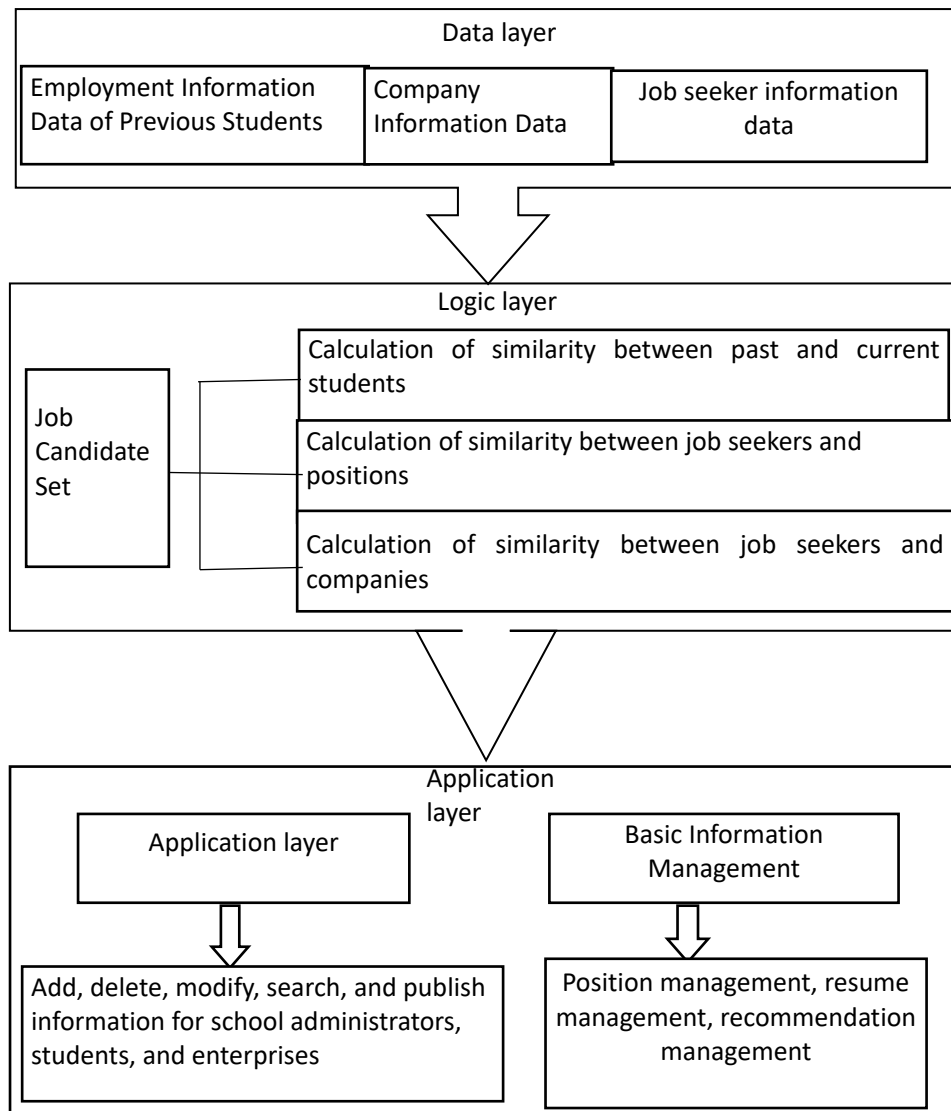 Data layer
Employment Information
Data of Previous Students
Company
Information Data
Job seeker information
data
Logic layer
Job
Candidate
Set
Calculation of similarity between past and current
students
Calculation of similarity between job seekers and
positions
Calculation of similarity between job seekers and
companies
Application
layer
Application layer
Basic Information
Management
Add, delete, modify, search, and publish
information for school administrators,
students, and enterprises
Position management, resume
management, recommendation
management